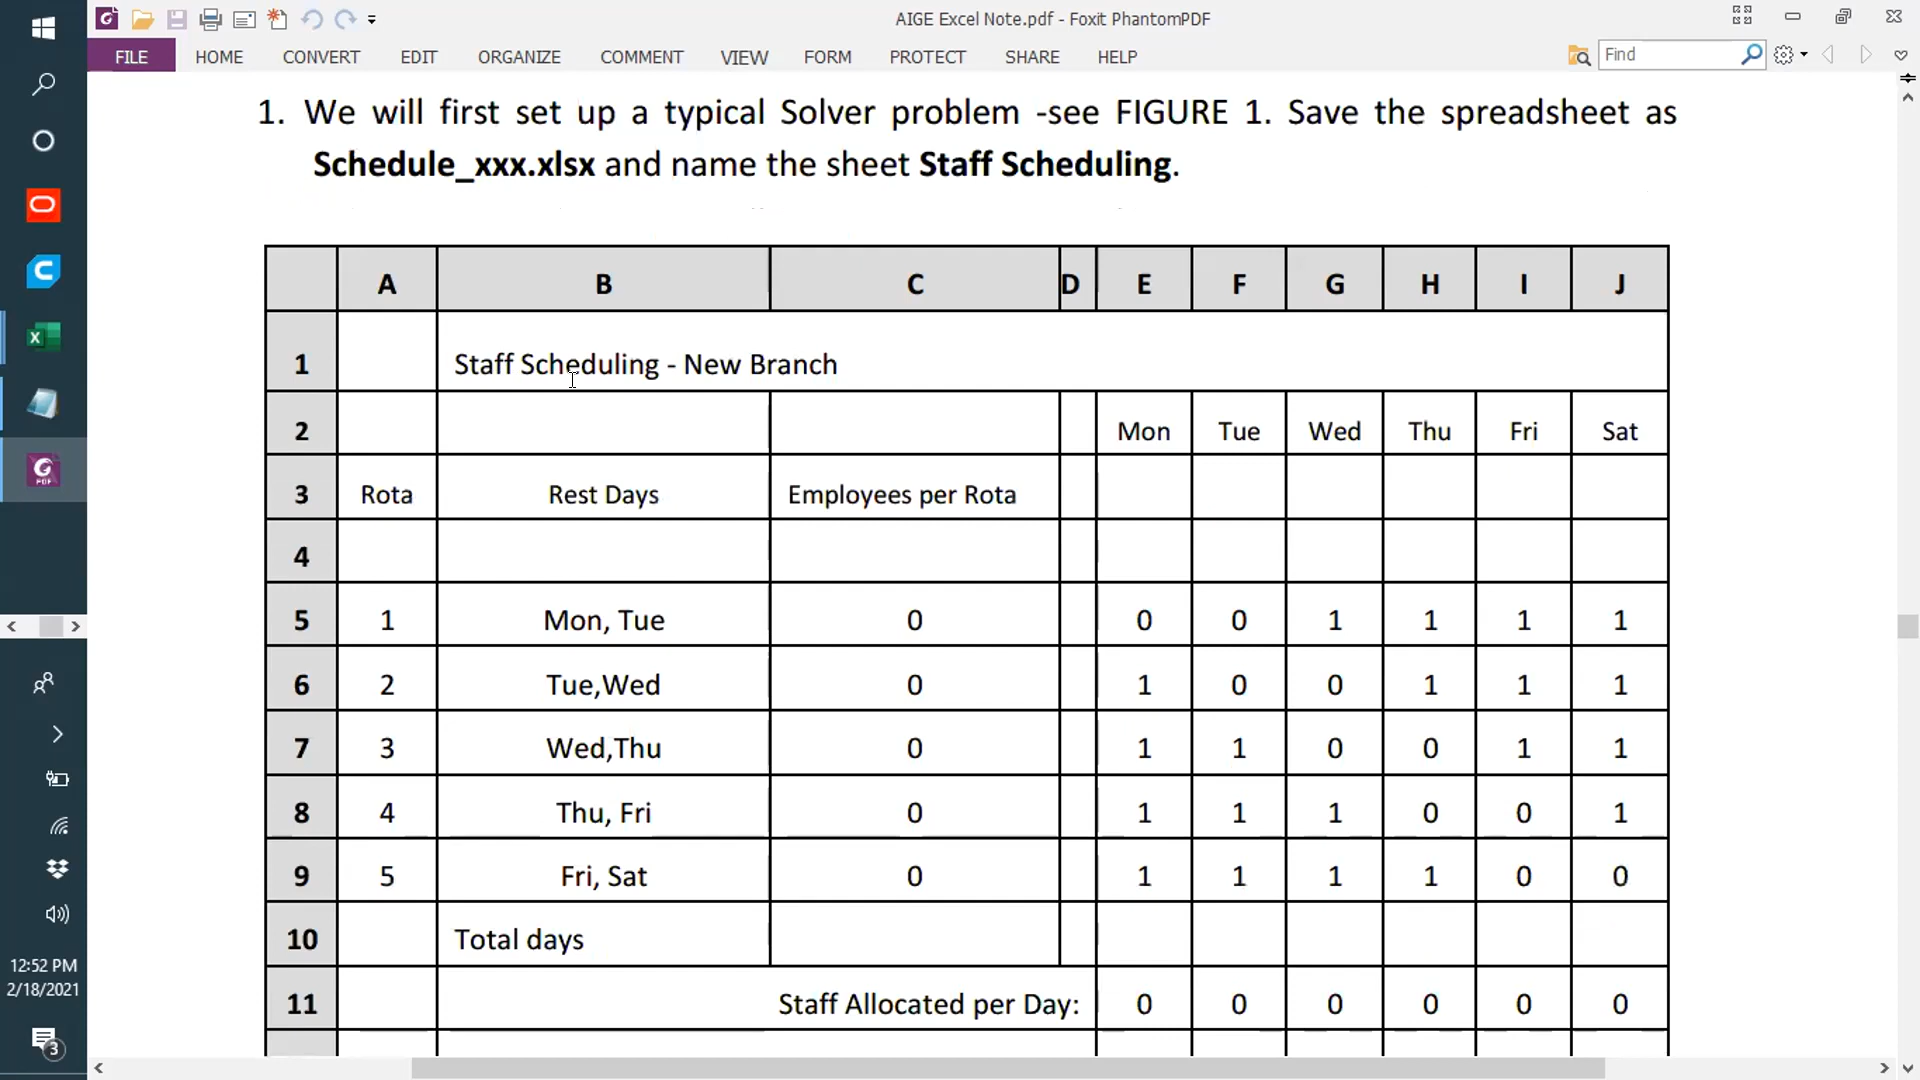 AIGE Excel Note.pdf - Foxit PhantomPDF
FILE HOME CONVERT EDIT ORGANIZE COMMENT VIEW FORM PROTECT SHARE HELP Find
1. We will first set up a typical Solver problem -see FIGURE 1. Save the spreadsheet as
Schedule_xxx.xlsx and name the sheet Staff Scheduling.
A B C D E F G H I J
1 Staff Scheduling - New Branch
2 Mon Tue Wed Thu Fri Sat
3 Rota Rest Days Employees per Rota
4
5 1 Mon, Tue 0 0 0 1 1 1 1
6 2 Tue,Wed 0 1 0 0 1 1 1
7 3 Wed,Thu 0 1 1 0 0 1 1
8 4 Thu, Fri 0 1 1 1 0 0 1
9 5 Fri, Sat 0 1 1 1 1 0 0
10 Total days
11 Staff Allocated per Day: 0 0 0 0 0 0
PDF
12:52 PM
2/18/2021
3